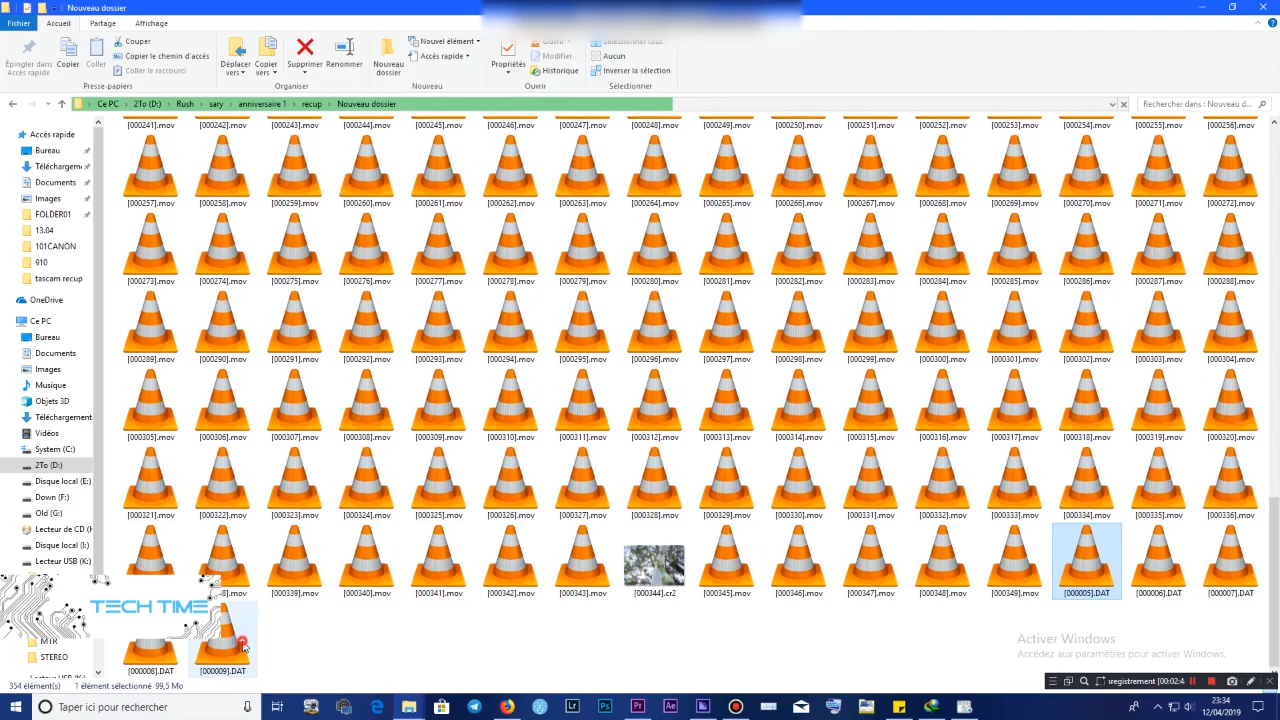 Nouveau dossier
Fichier Accueil Partage Affichage
Épingler dans Accès rapide
Copier
Coller
Couper
Copier le chemin d'accès
Coller le raccourci
Presse-papiers
Déplacer vers
Copier vers
Supprimer
Renommer
Organiser
Nouveau dossier
Nouvel élément
Accès rapide
Nouveau
Propriétés
Ouvrir
Modifier
Historique
Ouvrir
Sélectionner tout
Aucun
Inverser la sélection
Sélectionner
Ce PC 2To (D:) Rush sary anniversaire 1 recup Nouveau dossier
Rechercher dans : Nouveau d...
Accès rapide
Bureau
Téléchargem
Documents
Images
FOLDER01
13.04
101CANON
910
tascam recup
OneDrive
Ce PC
Bureau
Documents
Images
Musique
Objets 3D
Téléchargement
Vidéos
System (C:)
2To (D:)
Disque local (E:)
Down (F:)
Old (G:)
Lecteur de CD (H
Disque local (I:)
Lecteur USB (K:)
MTR
STEREO
[000241].mov [000242].mov [000243].mov [000244].mov [000245].mov [000246].mov [000247].mov [000248].mov [000249].mov [000250].mov [000251].mov [000252].mov [000253].mov [000254].mov [000255].mov [000256].mov
[000257].mov [000258].mov [000259].mov [000260].mov [000261].mov [000262].mov [000263].mov [000264].mov [000265].mov [000266].mov [000267].mov [000268].mov [000269].mov [000270].mov [000271].mov [000272].mov
[000273].mov [000274].mov [000275].mov [000276].mov [000277].mov [000278].mov [000279].mov [000280].mov [000281].mov [000282].mov [000283].mov [000284].mov [000285].mov [000286].mov [000287].mov [000288].mov
[000289].mov [000290].mov [000291].mov [000292].mov [000293].mov [000294].mov [000295].mov [000296].mov [000297].mov [000298].mov [000299].mov [000300].mov [000301].mov [000302].mov [000303].mov [000304].mov
[000305].mov [000306].mov [000307].mov [000308].mov [000309].mov [000310].mov [000311].mov [000312].mov [000313].mov [000314].mov [000315].mov [000316].mov [000317].mov [000318].mov [000319].mov [000320].mov
[000321].mov [000322].mov [000323].mov [000324].mov [000325].mov [000326].mov [000327].mov [000328].mov [000329].mov [000330].mov [000331].mov [000332].mov [000333].mov [000334].mov [000335].mov [000336].mov
8].mov [000339].mov [000340].mov [000341].mov [000342].mov [000343].mov [000344].cr2 [000345].mov [000346].mov [000347].mov [000348].mov [000349].mov [000005].DAT [000006].DAT [000007].DAT
TECH TIME
[000008].DAT [000009].DAT
Activer Windows
Accédez aux paramètres pour activer Windows.
354 élément(s) 1 élément sélectionné 99,5 Mo
registrement [00:02:4
Taper ici pour rechercher
Lr Ps Pr Ae
23:34
12/04/2019